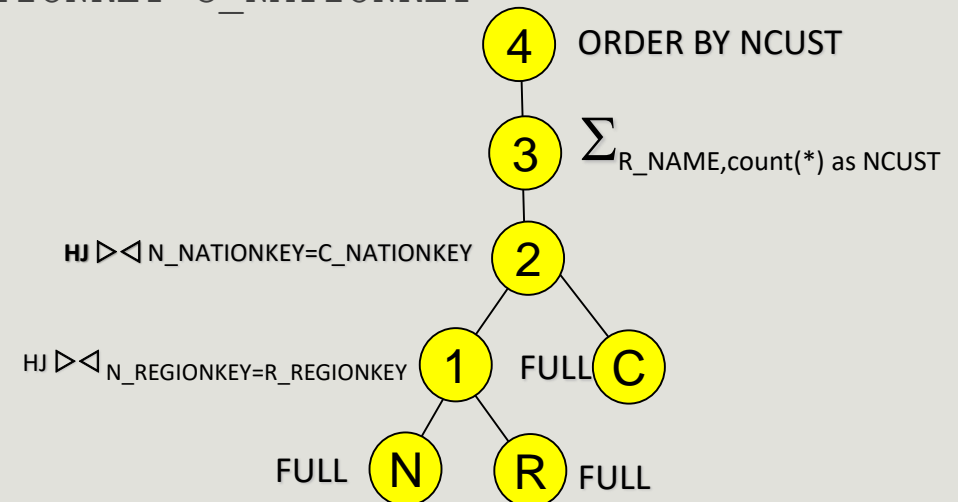 4 ORDER BY NCUST
3 ∑R_NAME,count(*) as NCUST
HJ ▷◁ N_NATIONKEY=C_NATIONKEY 2
HJ ▷◁ N_REGIONKEY=R_REGIONKEY 1 FULL C
FULL N R FULL